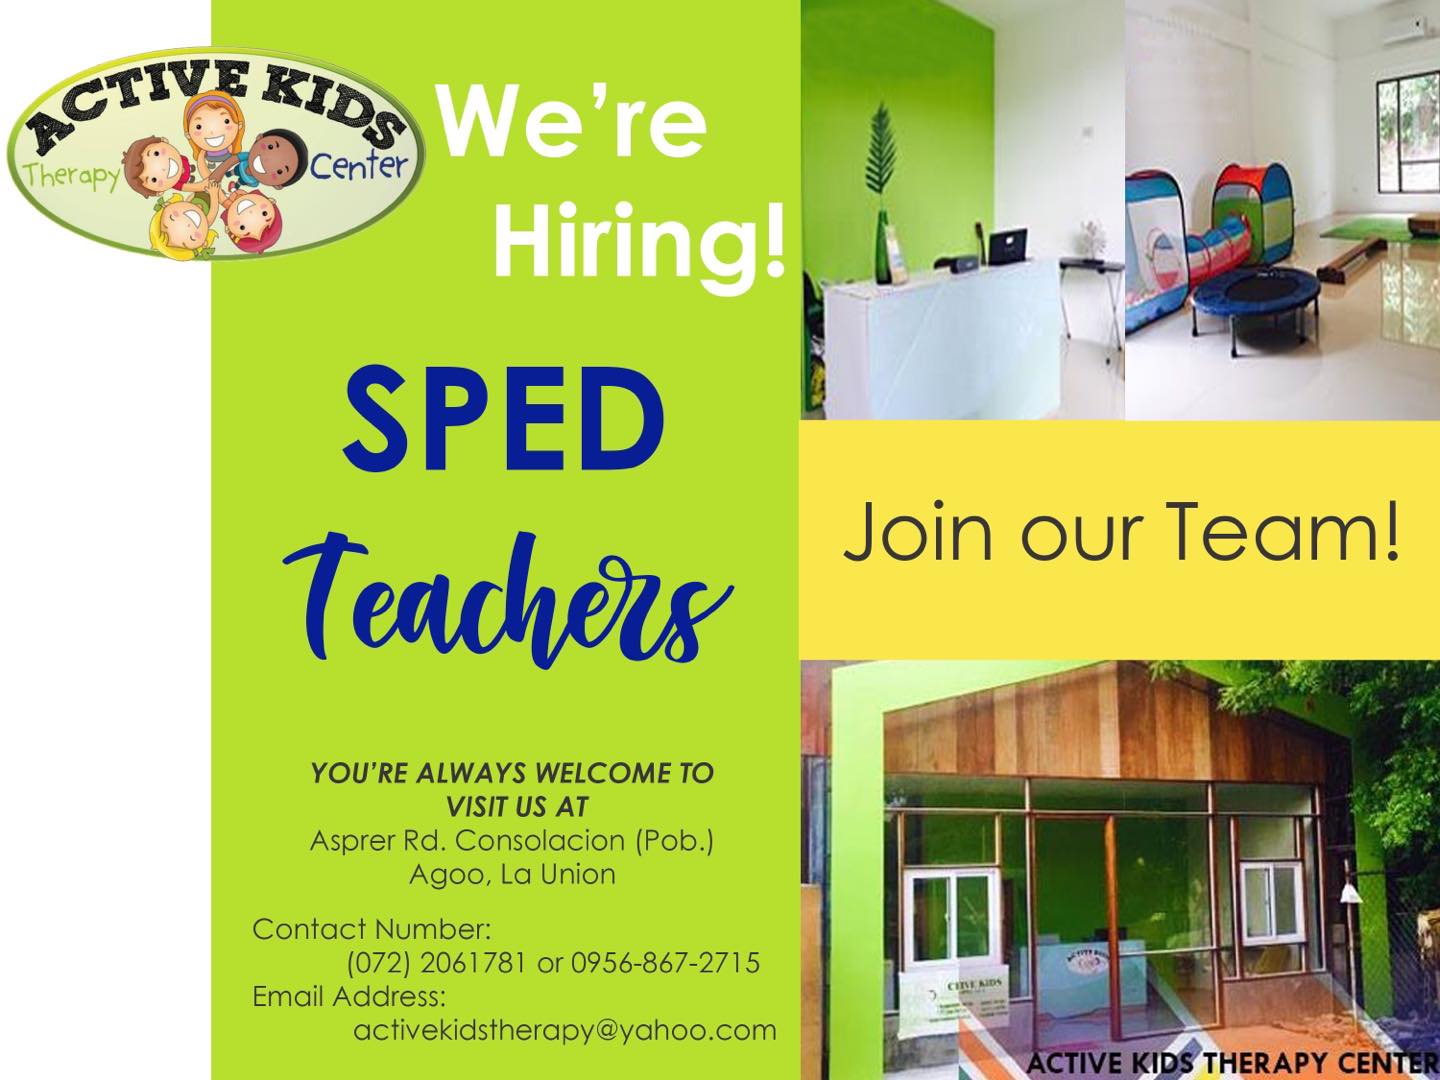 ACTIVE KIDS
Therapy Center
We're
Hiring!
SPED
Teachers
YOU'RE ALWAYS WELCOME TO
VISIT US AT
Asprer Rd. Consolacion (Pob.)
Agoo, La Union
Contact Number:
(072) 2061781 or 0956-867-2715
Email Address:
activekidstherapy@yahoo.com
Join our Team!
CTIVE KIDS
ACTIVE KIDS THERAPY CENTER